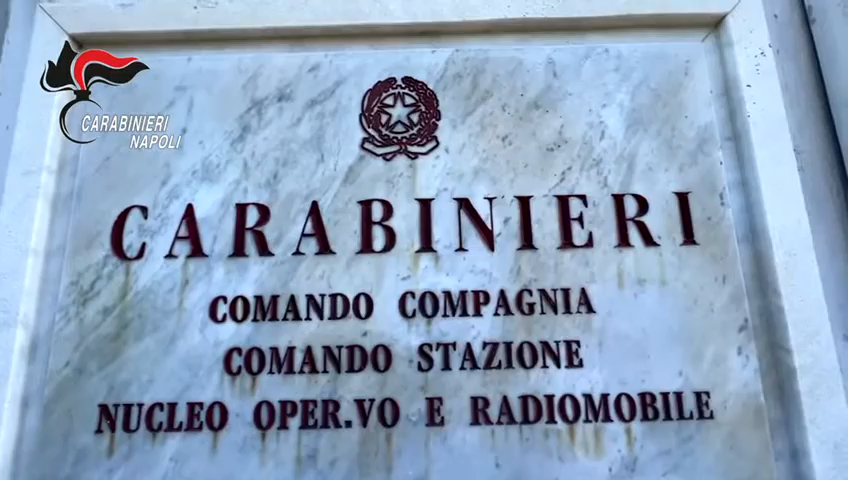 CARABINIERI
NAPOLI
CARABINIERI
COMANDO COMPAGNIA
COMANDO STAZIONE
NUCLEO OPER.VO E RADIOMOBILE